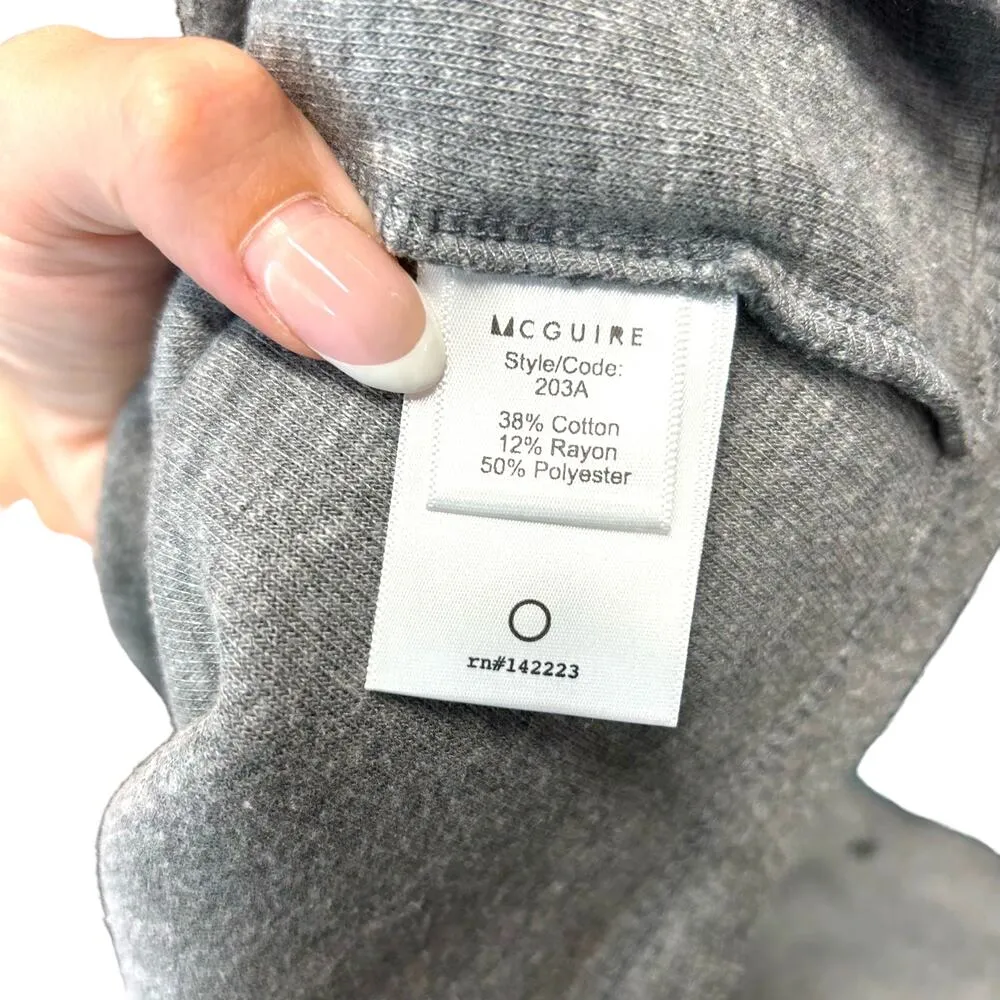 MCGUIRE
Style/Code:
203A
38% Cotton
12% Rayon
50% Polyester
rn#142223